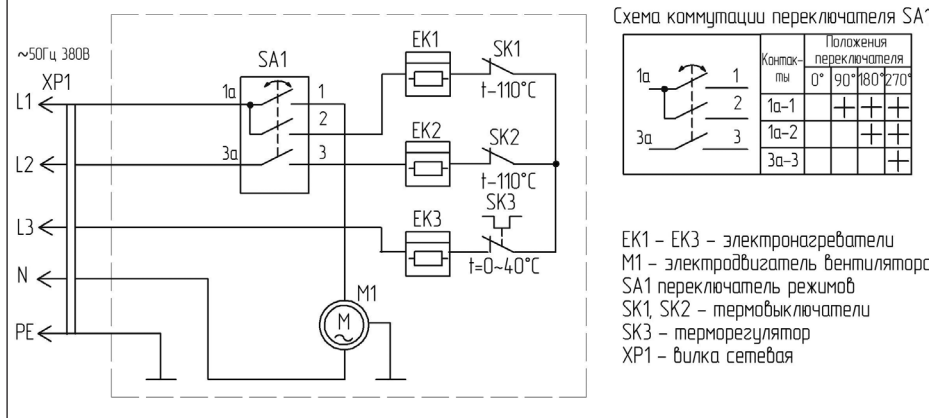 Схема коммутации переключателя SA1
~50Гц 380В
XP1
L1
L2
L3
N
PE
SA1
1а
1
2
3а
3
EK1
SK1
t-110°C
EK2
SK2
t-110°C
EK3
SK3
t=0~40°C
M1
M
~
1а
1
2
3а
3
Контак-
ты
Положения
переключателя
0° 90° 180° 270°
1а-1 + + +
1а-2 + +
3а-3 +
EK1 - EK3 - электронагреватели
M1 - электродвигатель вентилятора
SA1 переключатель режимов
SK1, SK2 - термовыключатели
SK3 - терморегулятор
XP1 - вилка сетевая